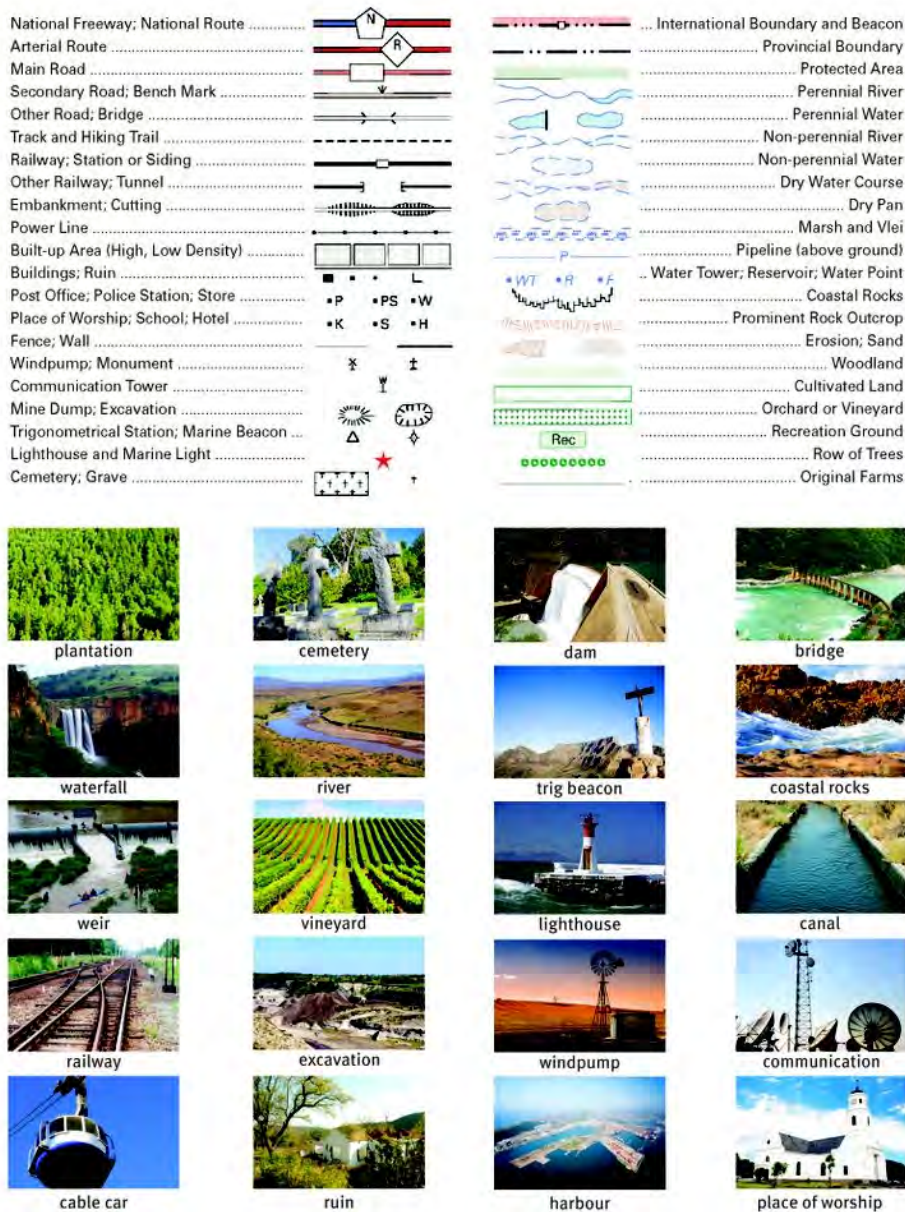 National Freeway; National Route
N
Arterial Route
R
Main Road
Secondary Road; Bench Mark
Other Road; Bridge
Track and Hiking Trail
Railway; Station or Siding
Other Railway; Tunnel
Embankment; Cutting
Power Line
Built-up Area (High, Low Density)
Buildings; Ruin
Post Office; Police Station; Store
P PS W
Place of Worship; School; Hotel
K S H
Fence; Wall
Windpump; Monument
Communication Tower
Mine Dump; Excavation
Trigonometrical Station; Marine Beacon
Lighthouse and Marine Light
Cemetery; Grave
International Boundary and Beacon
Provincial Boundary
Protected Area
Perennial River
Perennial Water
Non-perennial River
Non-perennial Water
Dry Water Course
Dry Pan
Marsh and Vlei
P Pipeline (above ground)
WT R F Water Tower; Reservoir; Water Point
Coastal Rocks
Prominent Rock Outcrop
Erosion; Sand
Woodland
Cultivated Land
Orchard or Vineyard
Rec Recreation Ground
Row of Trees
Original Farms
plantation
cemetery
dam
bridge
waterfall
river
trig beacon
coastal rocks
weir
vineyard
lighthouse
canal
railway
excavation
windpump
communication
cable car
ruin
harbour
place of worship